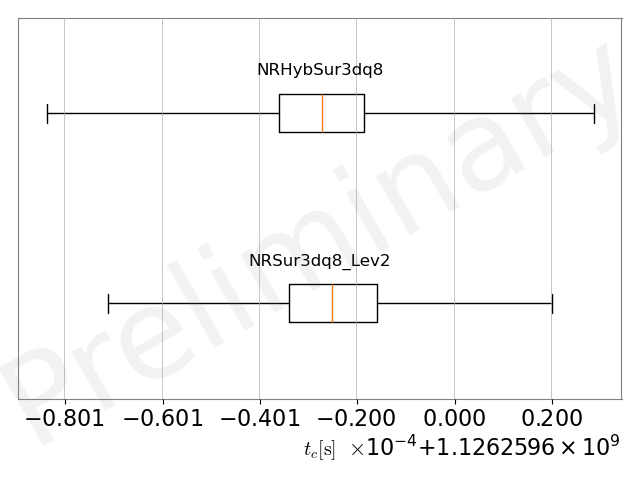 NRHybSur3dq8
Preliminary
NRSur3dq8_Lev2
−0.801 −0.601 −0.401 −0.200 0.000 0.200
t_c[s] ×10⁻⁴+1.1262596 × 10⁹